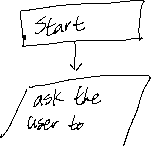 Start
ask the
user to